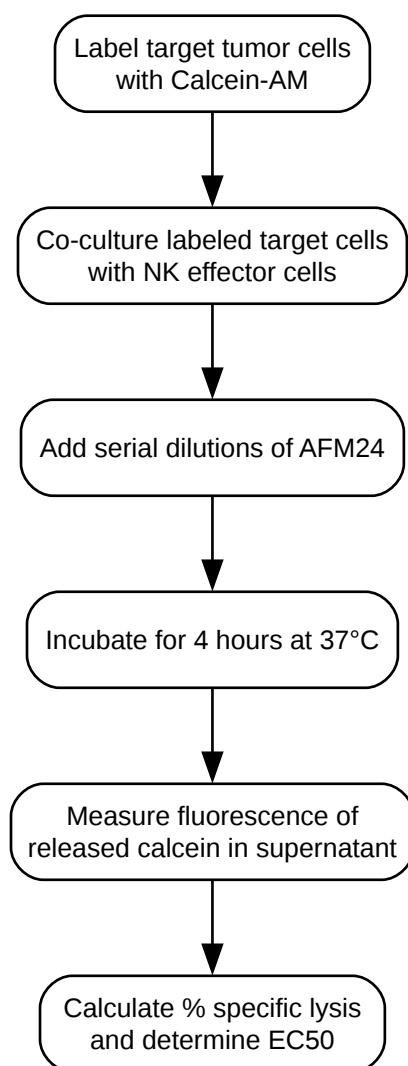 Label target tumor cells
with Calcein-AM
Co-culture labeled target cells
with NK effector cells
Add serial dilutions of AFM24
Incubate for 4 hours at 37°C
Measure fluorescence of
released calcein in supernatant
Calculate % specific lysis
and determine EC50